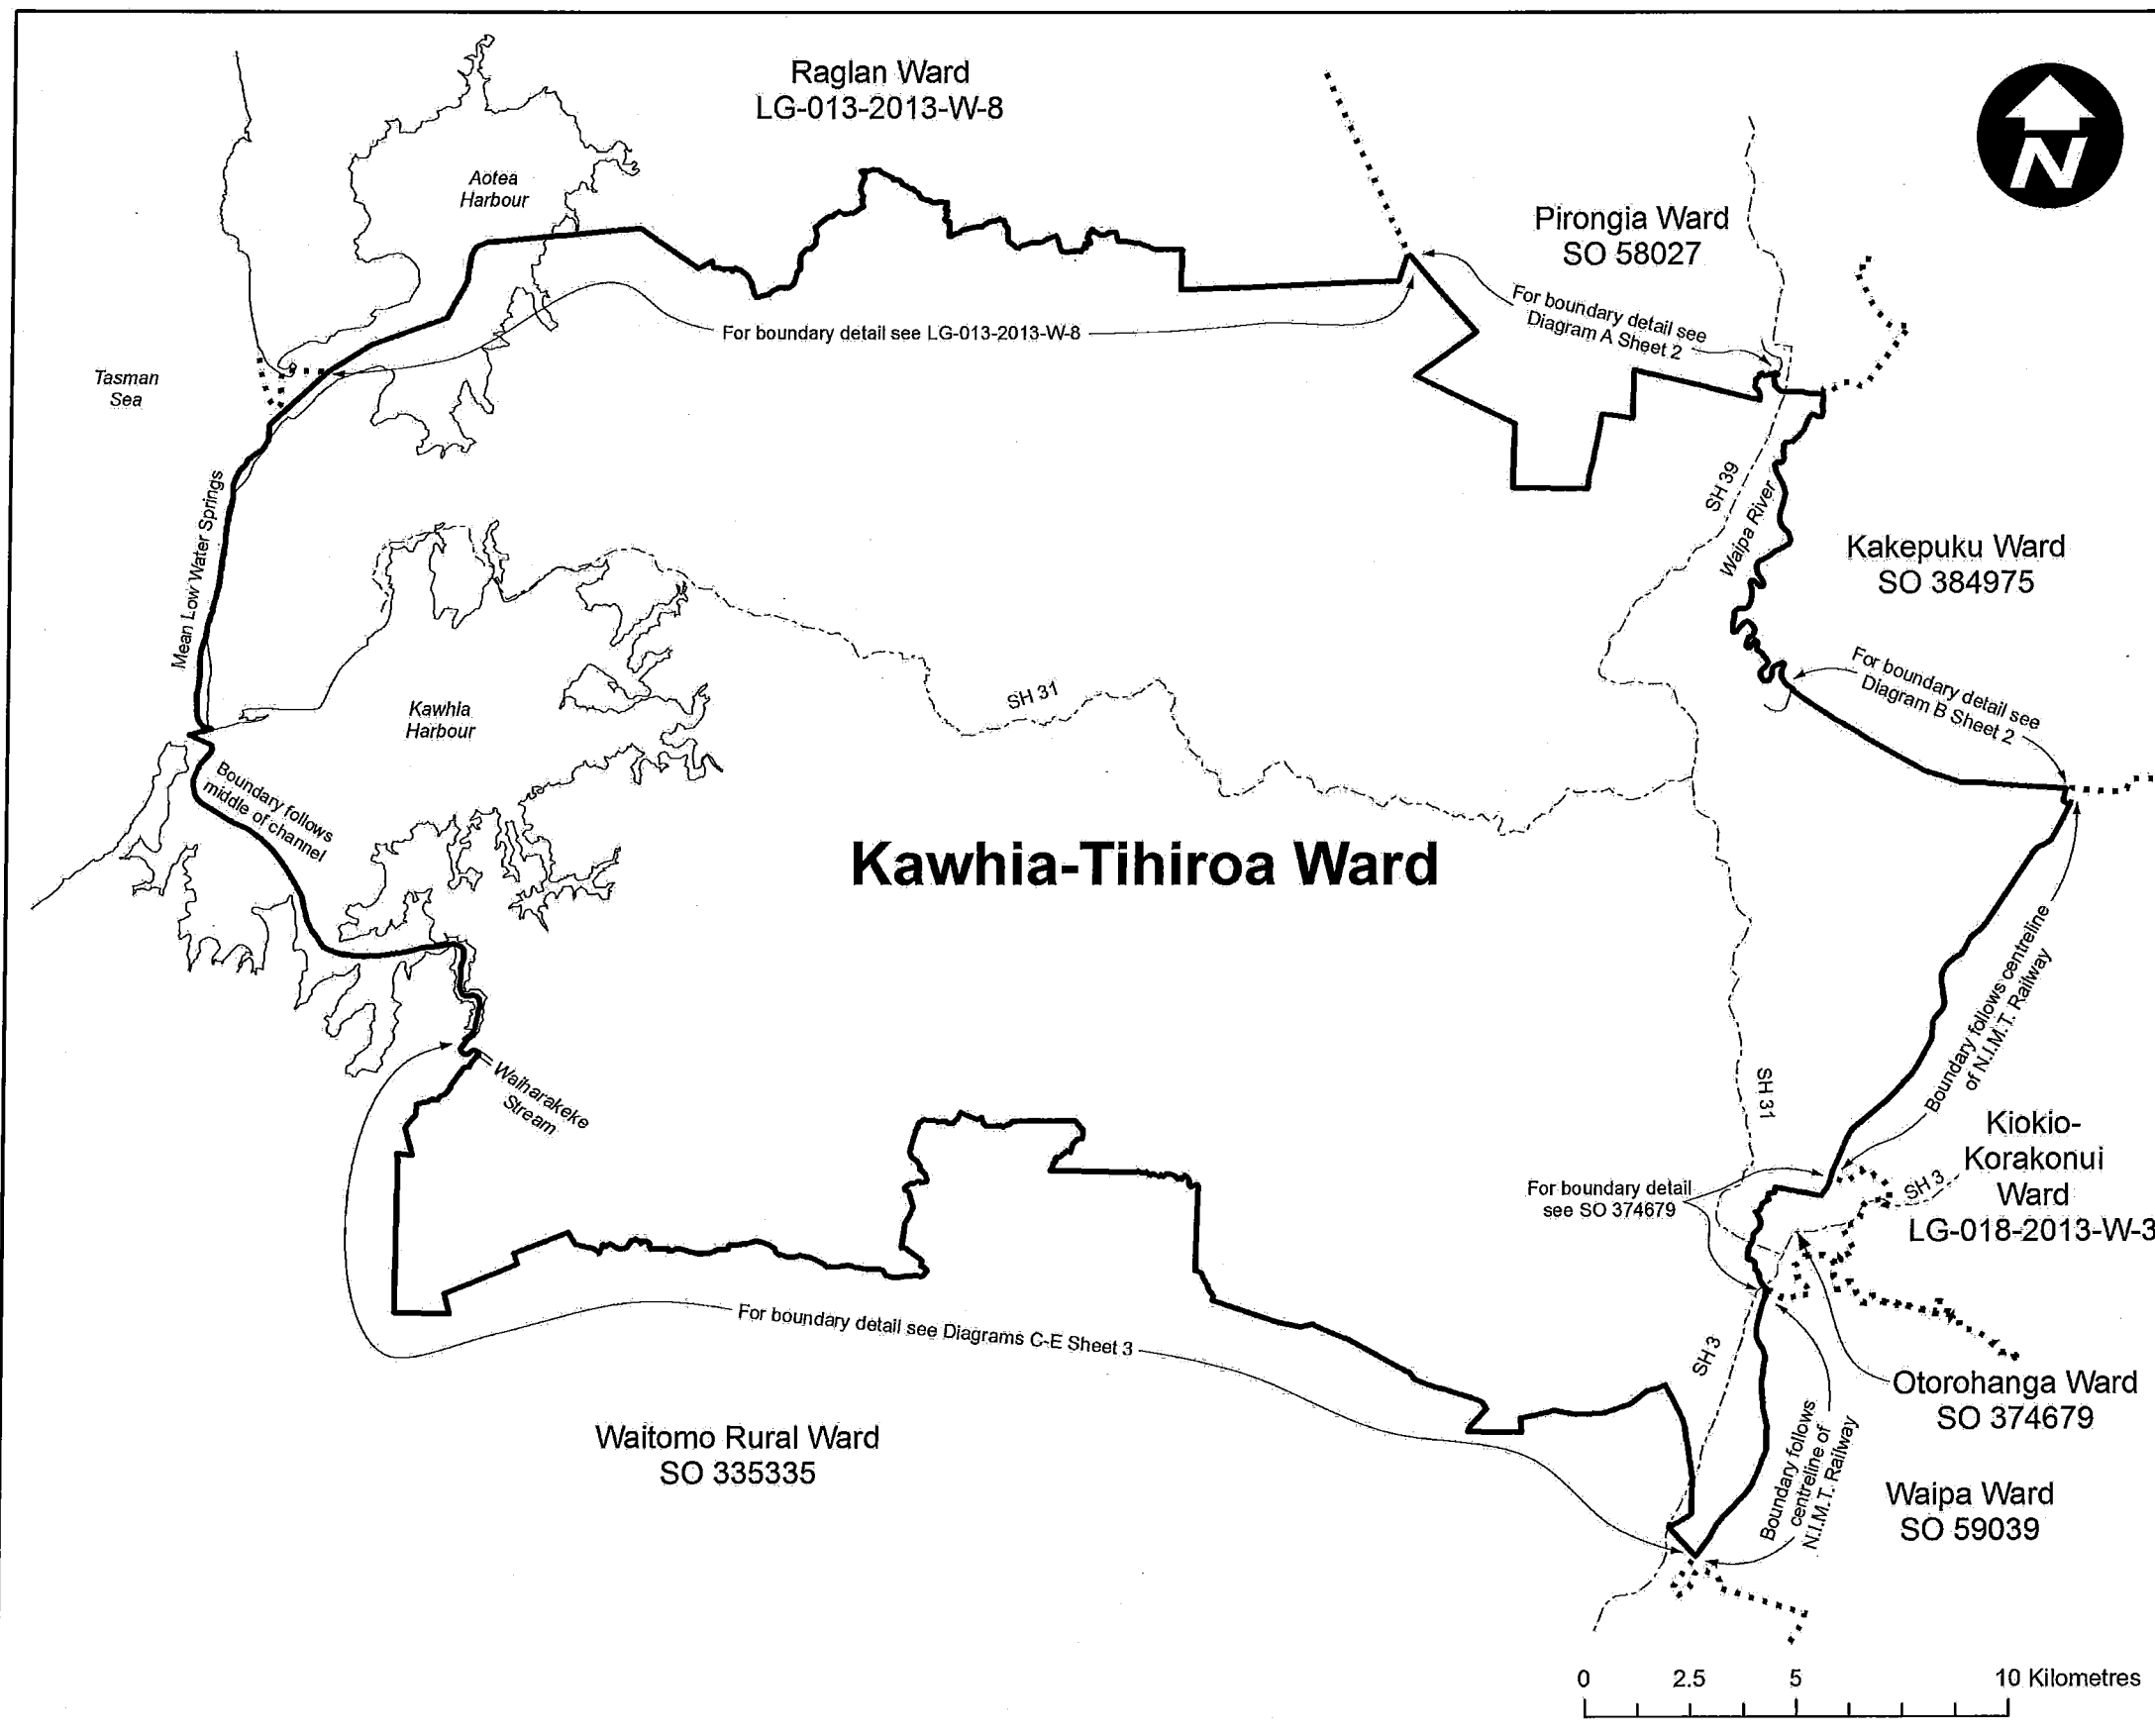 Raglan Ward
LG-013-2013-W-8
N
Aotea
Harbour
Pirongia Ward
SO 58027
For boundary detail see
Diagram A Sheet 2
For boundary detail see LG-013-2013-W-8
Tasman
Sea
Mean Low Water Springs
SH 39
Waipa River
Kakepuku Ward
SO 384975
For boundary detail see
Diagram B Sheet 2
SH 31
Kawhia
Harbour
Boundary follows
middle of channel
Kawhia-Tihiroa Ward
Boundary follows centreline
of N.I.M.T. Railway
Waiharakeke
Stream
SH 31
Kiokio-
Korakonui
Ward
LG-018-2013-W-3
SH 3
For boundary detail
see SO 374679
For boundary detail see Diagrams C-E Sheet 3
SH 3
Otorohanga Ward
SO 374679
Waitomo Rural Ward
SO 335335
Boundary follows
centreline of
N.I.M.T. Railway
Waipa Ward
SO 59039
0 2.5 5 10 Kilometres